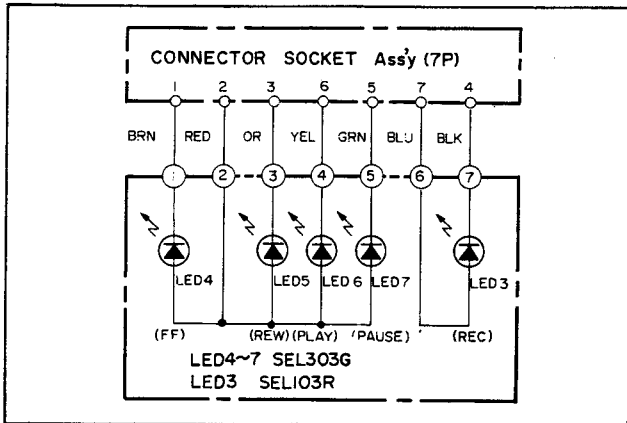 CONNECTOR SOCKET Ass'y (7P)
1 2 3 6 5 7 4
BRN RED OR YEL GRN BLU BLK
1 2 3 4 5 6 7
LED4 LED5 LED6 LED7 LED3
(FF) (REW) (PLAY) (PAUSE) (REC)
LED4~7 SEL303G
LED3 SEL103R